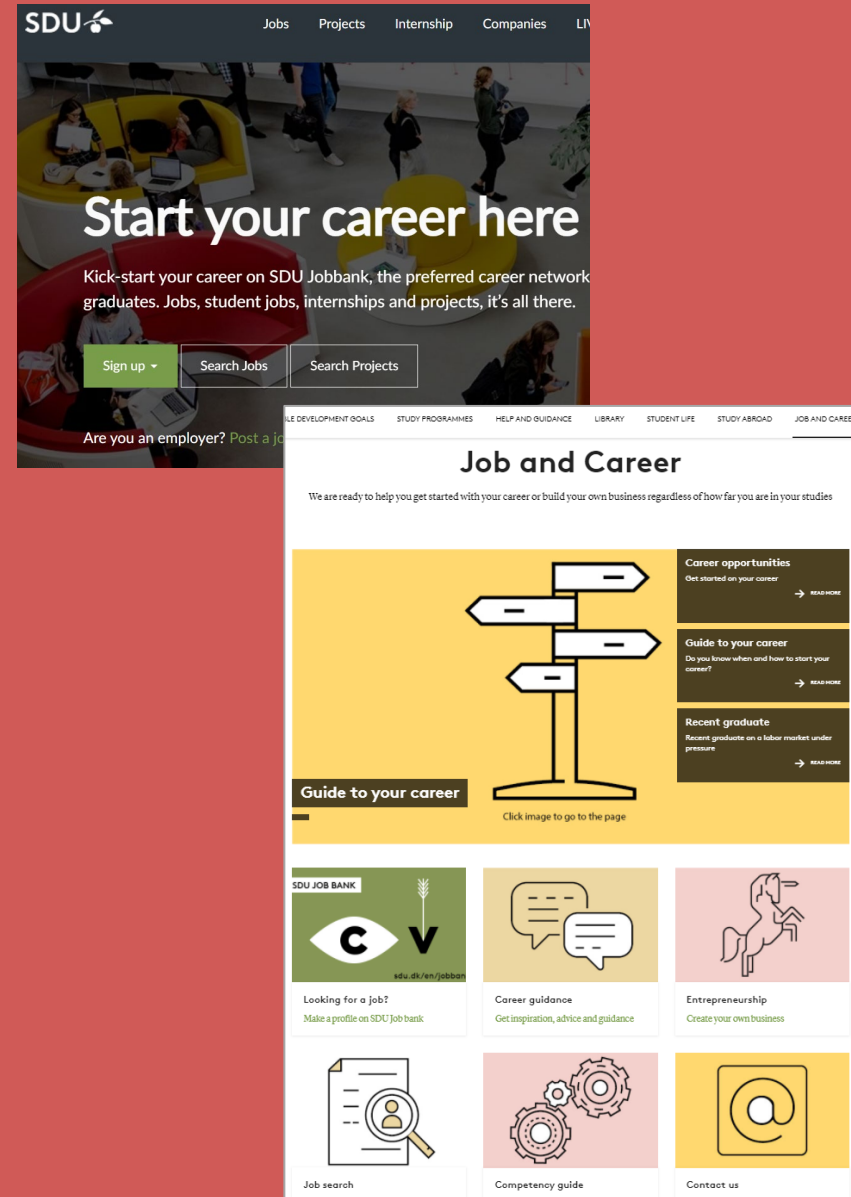 SDU
Jobs Projects Internship Companies
Start your career here
Kick-start your career on SDU Jobbank, the preferred career network
graduates. Jobs, student jobs, internships and projects, it's all there.
Sign up Search Jobs Search Projects
Are you an employer? Post a
DEVELOPMENT GOALS STUDY PROGRAMMES HELP AND GUIDANCE LIBRARY STUDENT LIFE STUDY ABROAD JOB AND CAREE
Job and Career
We are ready to help you get started with your career or build your own business regardless of how far you are in your studies
Career opportunities
Get started on your career
READ MORE
Guide to your career
Do you know when and how to start your
career?
READ MORE
Recent graduate
Recent graduate on a labor market under
pressure
READ MORE
Guide to your career
Click image to go to the page
SDU JOB BANK
C V
sdu.dk/en/jobban
Looking for a job?
Make a profile on SDU Job bank
Career guidance
Get inspiration, advice and guidance
Entrepreneurship
Create your own business
@
Job search
Competency guide
Contact us